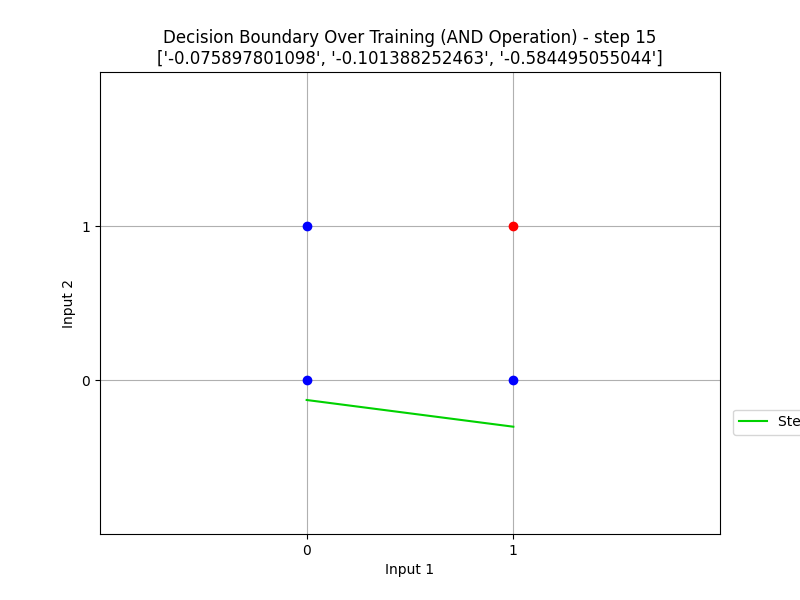 Decision Boundary Over Training (AND Operation) - step 15
['-0.075897801098', '-0.101388252463', '-0.584495055044']
1
Input 2
0
Ste
0
1
Input 1